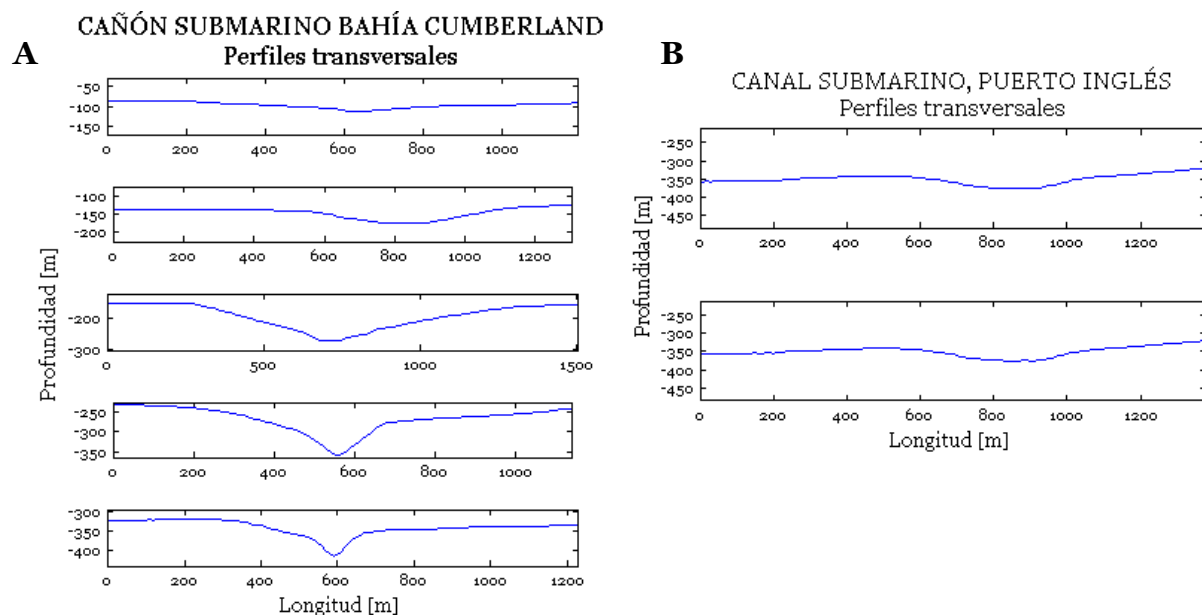 A
CAÑÓN SUBMARINO BAHÍA CUMBERLAND
Perfiles transversales
-50
-100
-150
0 200 400 600 800 1000
-100
-150
-200
0 200 400 600 800 1000 1200
-200
-300
0 500 1000 1500
-250
-300
-350
0 200 400 600 800 1000
-300
-350
-400
0 200 400 600 800 1000 1200
Profundidad [m]
Longitud [m]
B
CANAL SUBMARINO, PUERTO INGLÉS
Perfiles transversales
-250
-300
-350
-400
-450
0 200 400 600 800 1000 1200
-250
-300
-350
-400
-450
0 200 400 600 800 1000 1200
Profundidad [m]
Longitud [m]